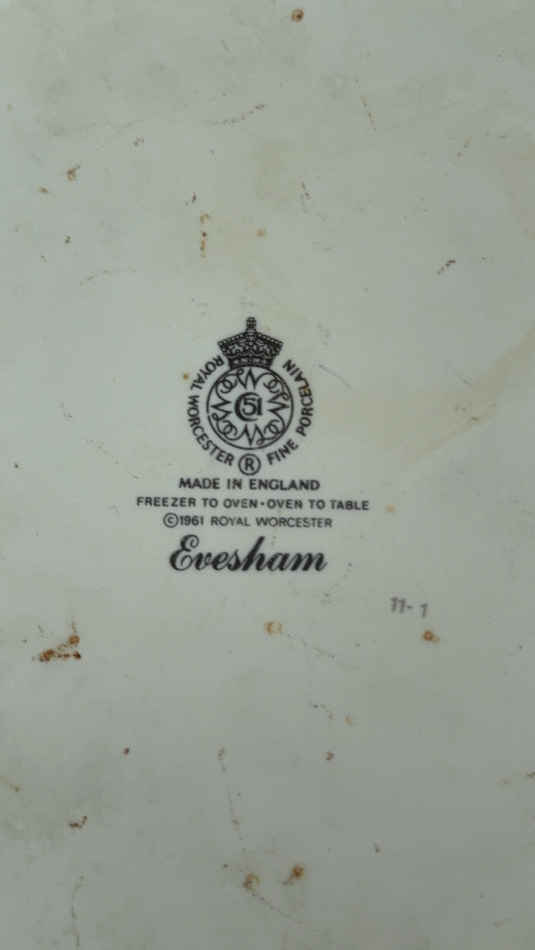 ROYAL WORCESTER ® FINE PORCELAIN
51
MADE IN ENGLAND
FREEZER TO OVEN·OVEN TO TABLE
©1961 ROYAL WORCESTER
Evesham
11-1